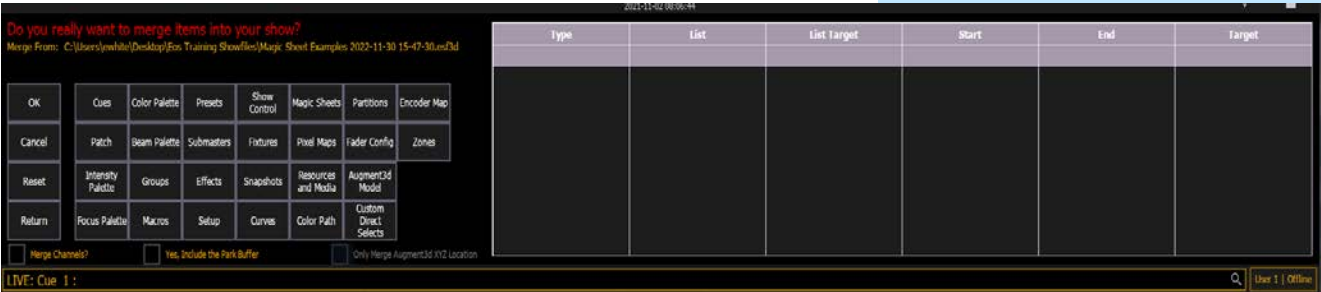 2021-11-02 08:06:44
Do you really want to merge items into your show?
Merge From: C:\Users\ewhite\Desktop\Eos Training Showfiles\Magic Sheet Examples 2022-11-30 15-47-30.esf3d
Type List List Target Start End Target
OK Cues Color Palette Presets Show Control Magic Sheets Partitions Encoder Map
Cancel Patch Beam Palette Submasters Fixtures Pixel Maps Fader Config Zones
Reset Intensity Palette Groups Effects Snapshots Resources and Media Augment3d Model
Return Focus Palette Macros Setup Curves Color Path Custom Direct Selects
Merge Channels? Yes, Include the Park Buffer Only Merge Augment3d XYZ Location
LIVE: Cue 1 : User 1 | Offline